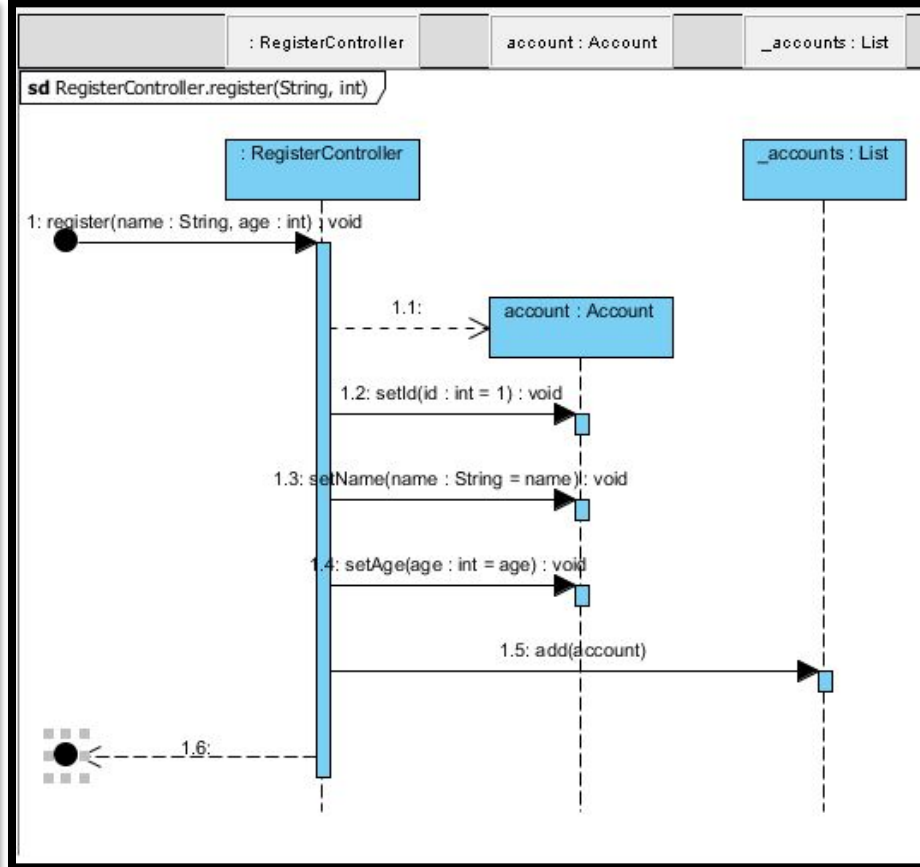 : RegisterController
account : Account
_accounts : List
sd RegisterController.register(String, int)
: RegisterController
_accounts : List
1: register(name : String, age : int) : void
1.1:
account : Account
1.2: setId(id : int = 1) : void
1.3: setName(name : String = name) : void
1.4: setAge(age : int = age) : void
1.5: add(account)
1.6: